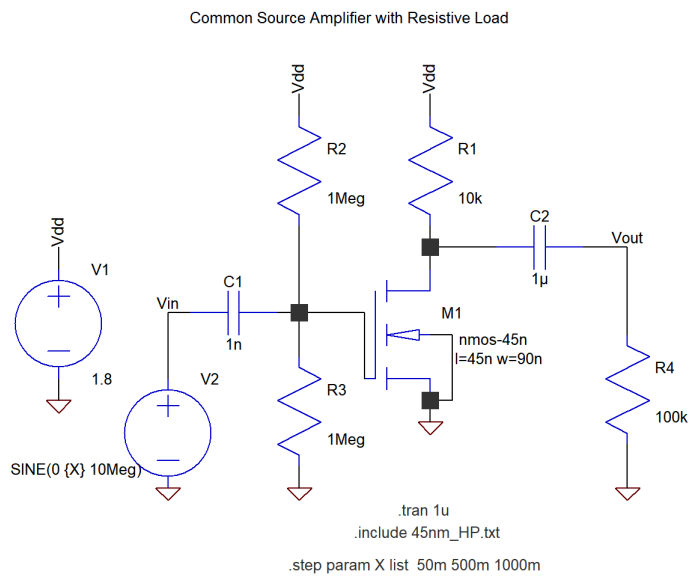 Common Source Amplifier with Resistive Load
Vdd
Vdd
R2
1Meg
R1
10k
C2
1µ
Vout
Vdd
V1
1.8
Vin
C1
1n
M1
nmos-45n
l=45n w=90n
V2
SINE(0 {X} 10Meg)
R3
1Meg
R4
100k
.tran 1u
.include 45nm_HP.txt
.step param X list 50m 500m 1000m